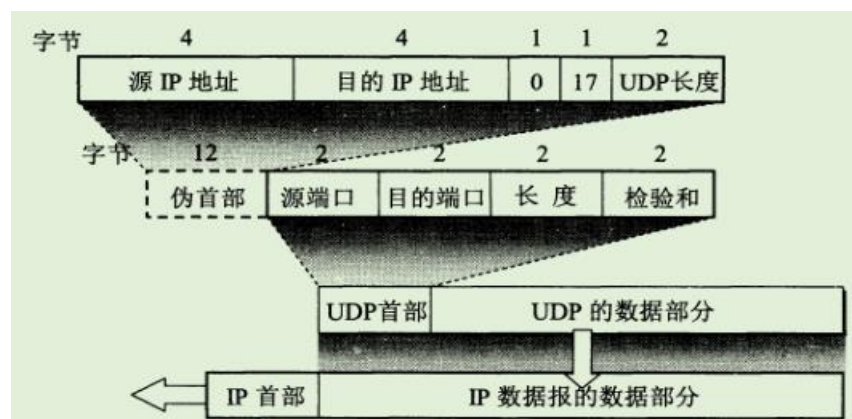 字节 4 4 1 1 2
源 IP 地址 目的 IP 地址 0 17 UDP长度
字节 12 2 2 2 2
伪首部 源端口 目的端口 长 度 检验和
UDP首部 UDP 的数据部分
IP 首部 IP 数据报的数据部分